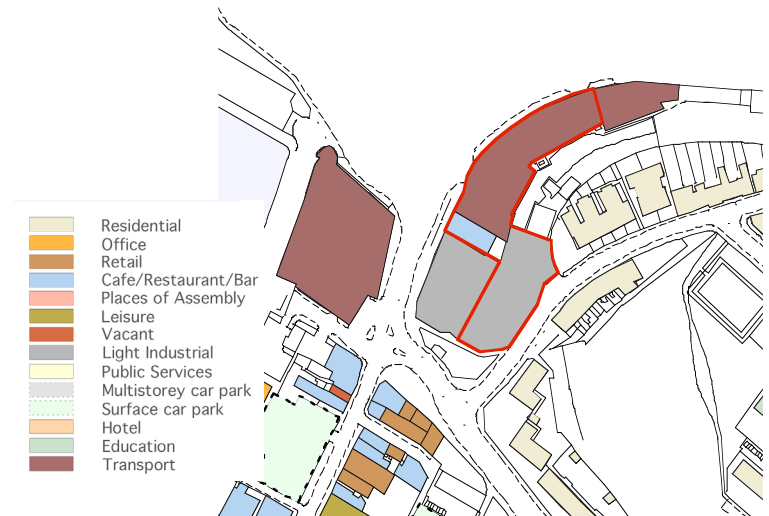 Residential
Office
Retail
Cafe/Restaurant/Bar
Places of Assembly
Leisure
Vacant
Light Industrial
Public Services
Multistorey car park
Surface car park
Hotel
Education
Transport